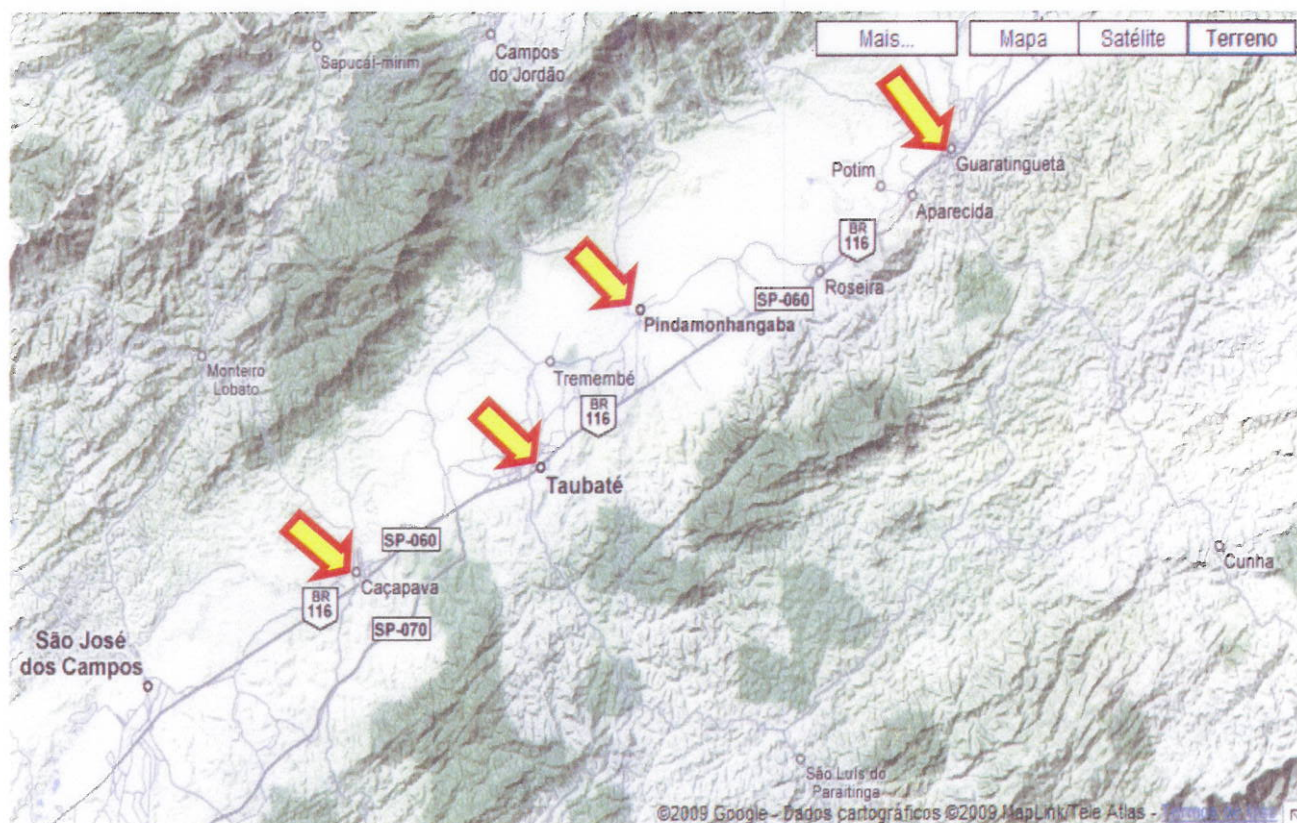 Mais...
Mapa
Satélite
Terreno
Sapucaí-mirim
Campos
do Jordão
Guaratingueta
Potim
Aparecida
BR
116
Roseira
SP-060
Pindamonhangaba
Tremembé
Monteiro
Lobato
BR
116
Taubaté
SP-060
Caçapava
BR
116
SP-070
São José
dos Campos
Cunha
São Luís do
Paraitinga
©2009 Google - Dados cartográficos ©2009 MapLink/Tele Atlas -